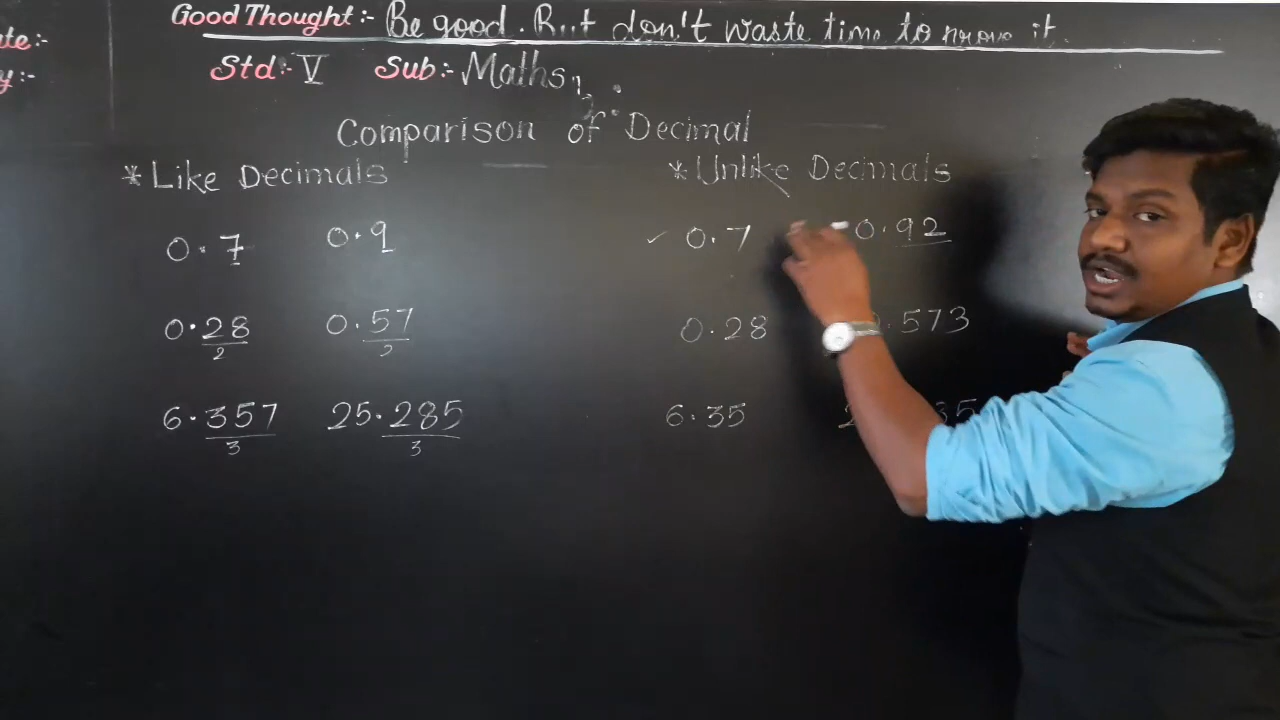 Good Thought:- Be good. But don't waste time to prove it.
te:-
y:-
Std:- V Sub:- Maths
Comparison of Decimal
* Like Decimals
0.7 0.9
0.28 0.57
2 2
6.357 25.285
3 3
* Unlike Decimals
✓ 0.7 0.92
0.28 .573
6.35